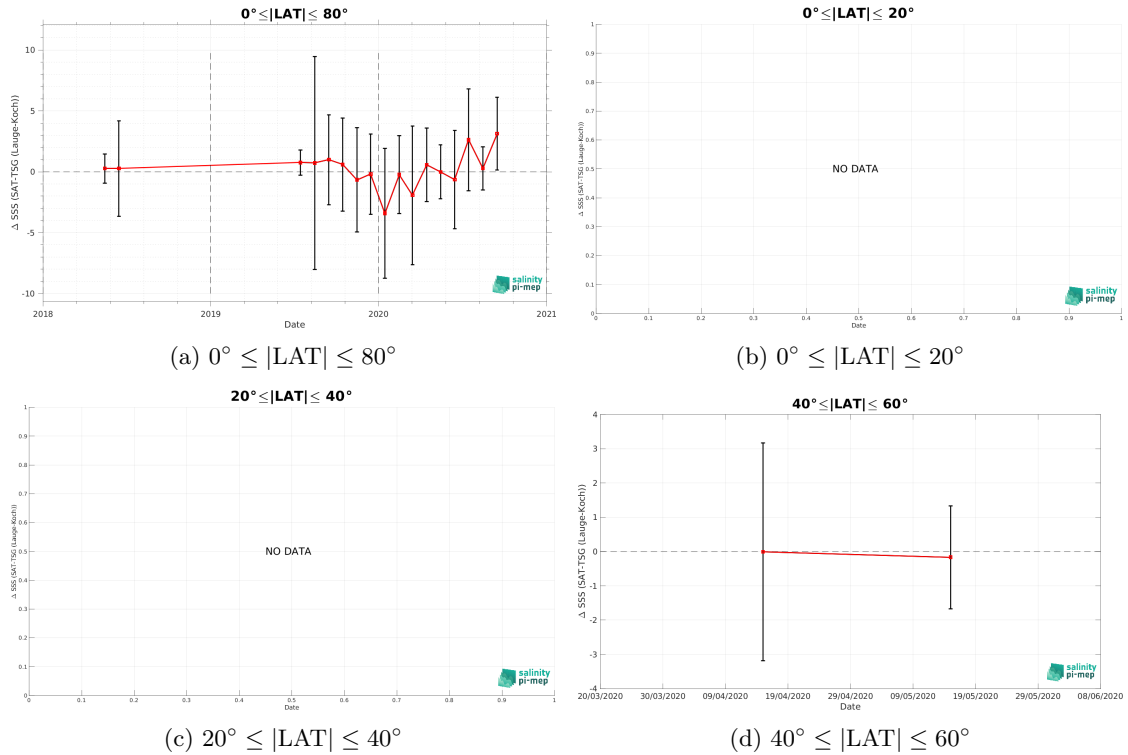 0°≤|LAT|≤ 80°
Δ SSS (SAT-TSG (Lauge-Koch))
10
5
0
-5
-10
2018 2019 2020 2021
Date
salinity
pi-mep
(a) 0° ≤ |LAT| ≤ 80°
0°≤|LAT|≤ 20°
Δ SSS (SAT-TSG (Lauge-Koch))
1
0.9
0.8
0.7
0.6
0.5
0.4
0.3
0.2
0.1
0
NO DATA
0 0.1 0.2 0.3 0.4 0.5 0.6 0.7 0.8 0.9 1
Date
salinity
pi-mep
(b) 0° ≤ |LAT| ≤ 20°
20°≤|LAT|≤ 40°
Δ SSS (SAT-TSG (Lauge-Koch))
1
0.9
0.8
0.7
0.6
0.5
0.4
0.3
0.2
0.1
0
NO DATA
0 0.1 0.2 0.3 0.4 0.5 0.6 0.7 0.8 0.9 1
Date
salinity
pi-mep
(c) 20° ≤ |LAT| ≤ 40°
40°≤|LAT|≤ 60°
Δ SSS (SAT-TSG (Lauge-Koch))
4
3
2
1
0
-1
-2
-3
-4
20/03/2020 30/03/2020 09/04/2020 19/04/2020 29/04/2020 09/05/2020 19/05/2020 29/05/2020 08/06/2020
Date
salinity
pi-mep
(d) 40° ≤ |LAT| ≤ 60°